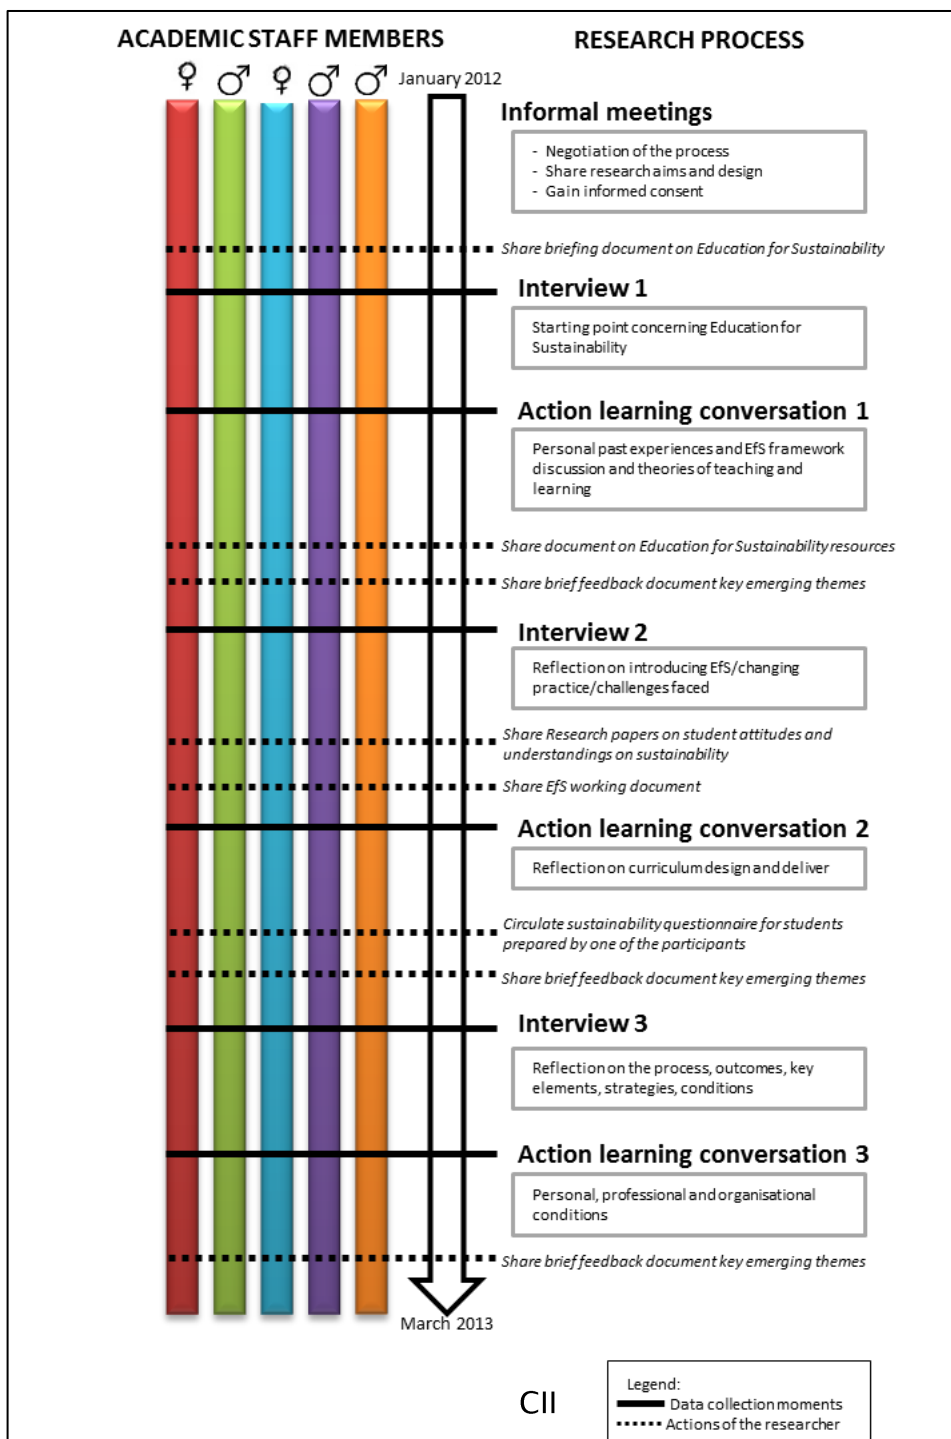 ACADEMIC STAFF MEMBERS
RESEARCH PROCESS
♀ ♂ ♀ ♂ ♂
January 2012
Informal meetings
- Negotiation of the process
- Share research aims and design
- Gain informed consent
Share briefing document on Education for Sustainability
Interview 1
Starting point concerning Education for
Sustainability
Action learning conversation 1
Personal past experiences and EfS framework
discussion and theories of teaching and
learning
Share document on Education for Sustainability resources
Share brief feedback document key emerging themes
Interview 2
Reflection on introducing EfS/changing
practice/challenges faced
Share Research papers on student attitudes and
understandings on sustainability
Share EfS working document
Action learning conversation 2
Reflection on curriculum design and deliver
Circulate sustainability questionnaire for students
prepared by one of the participants
Share brief feedback document key emerging themes
Interview 3
Reflection on the process, outcomes, key
elements, strategies, conditions
Action learning conversation 3
Personal, professional and organisational
conditions
Share brief feedback document key emerging themes
March 2013
CII
Legend:
Data collection moments
Actions of the researcher